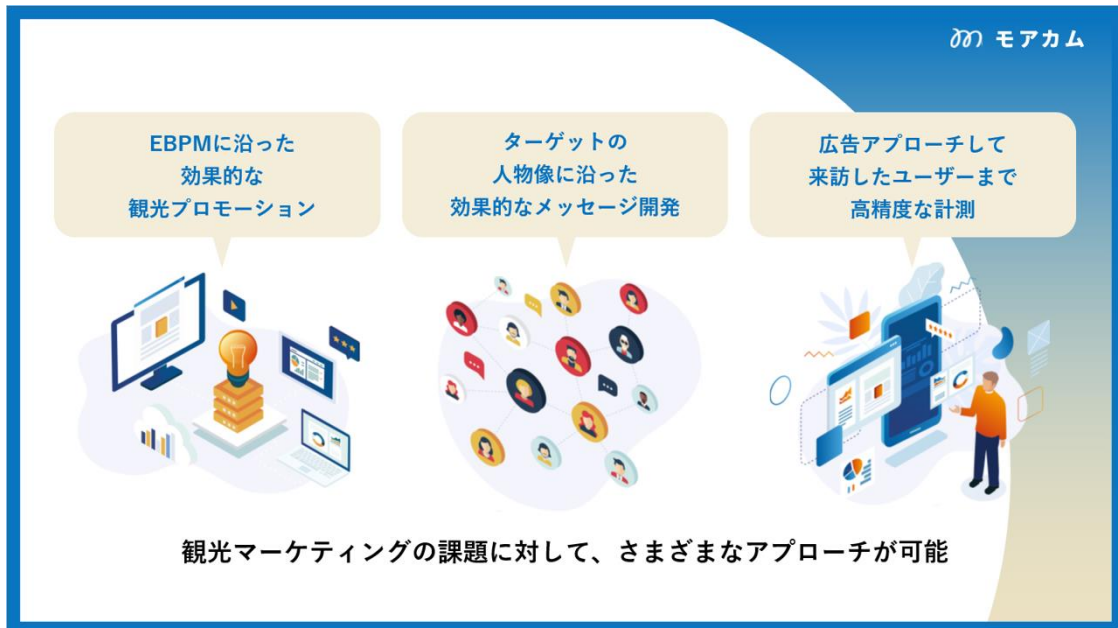 モアカム
EBPMに沿った
効果的な
観光プロモーション
ターゲットの
人物像に沿った
効果的なメッセージ開発
広告アプローチして
来訪したユーザーまで
高精度な計測
観光マーケティングの課題に対して、さまざまなアプローチが可能